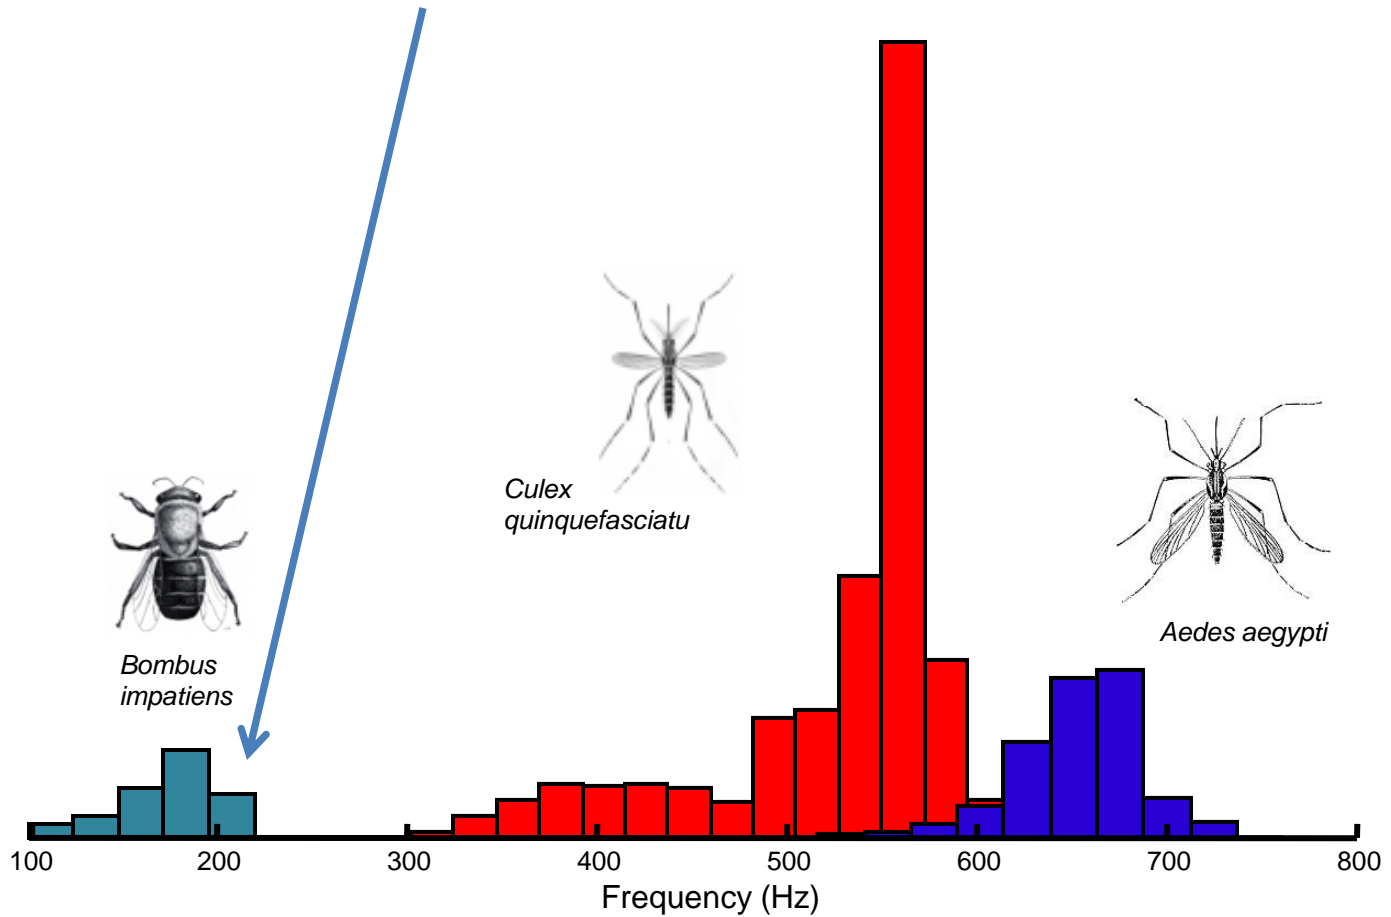 Culex
quinquefasciatu
Aedes aegypti
Bombus
impatiens
100 200 300 400 500 600 700 800
Frequency (Hz)